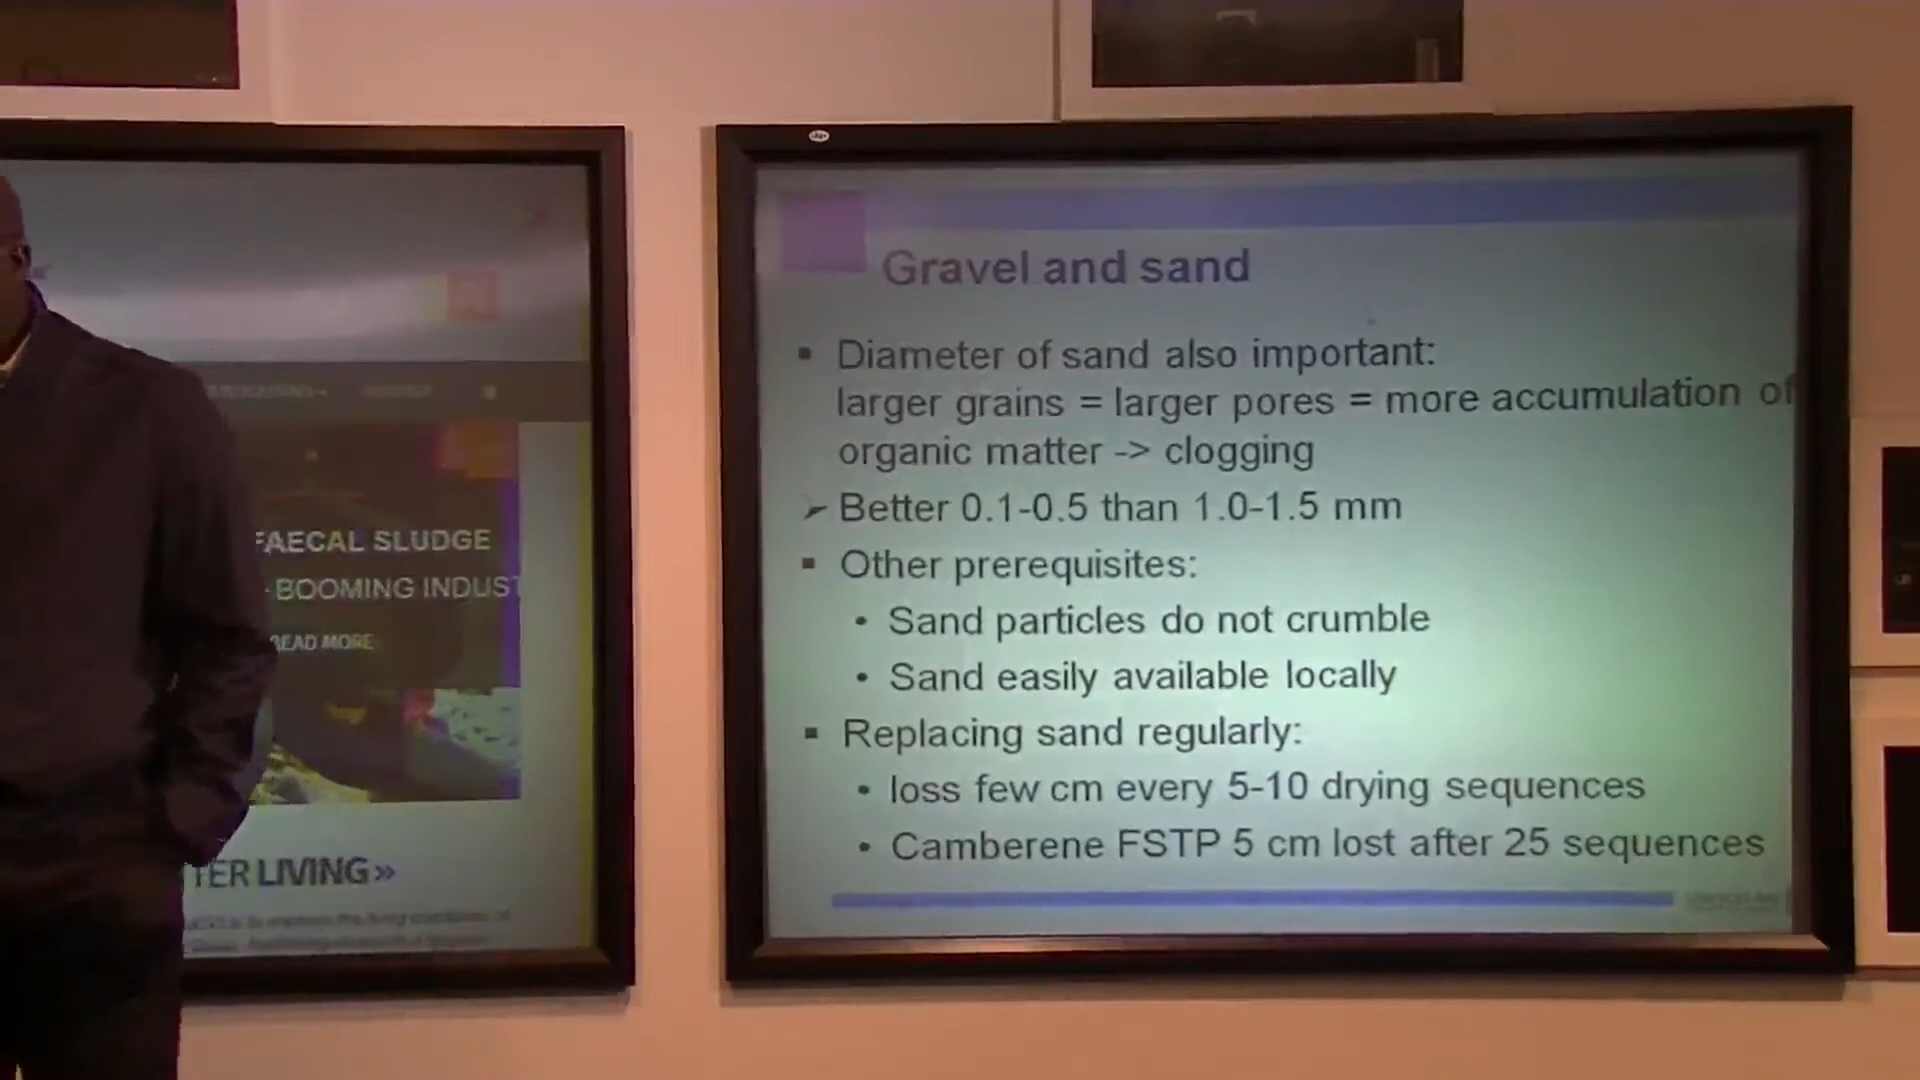 FAECAL SLUDGE
- BOOMING INDUST
READ MORE
TER LIVING »
Gravel and sand
▪ Diameter of sand also important:
larger grains = larger pores = more accumulation of
organic matter -> clogging
➢ Better 0.1-0.5 than 1.0-1.5 mm
▪ Other prerequisites:
• Sand particles do not crumble
• Sand easily available locally
▪ Replacing sand regularly:
• loss few cm every 5-10 drying sequences
• Camberene FSTP 5 cm lost after 25 sequences